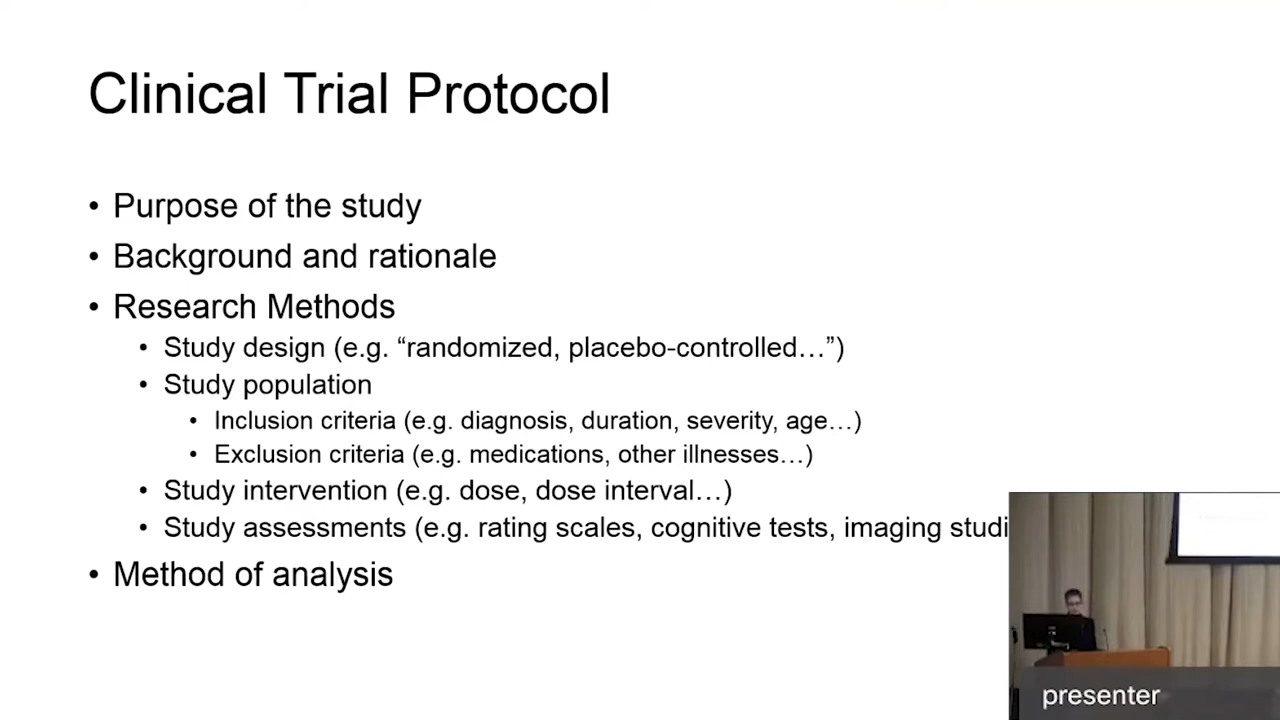 Clinical Trial Protocol
• Purpose of the study
• Background and rationale
• Research Methods
• Study design (e.g. “randomized, placebo-controlled…”)
• Study population
• Inclusion criteria (e.g. diagnosis, duration, severity, age…)
• Exclusion criteria (e.g. medications, other illnesses…)
• Study intervention (e.g. dose, dose interval…)
• Study assessments (e.g. rating scales, cognitive tests, imaging studi
• Method of analysis
presenter